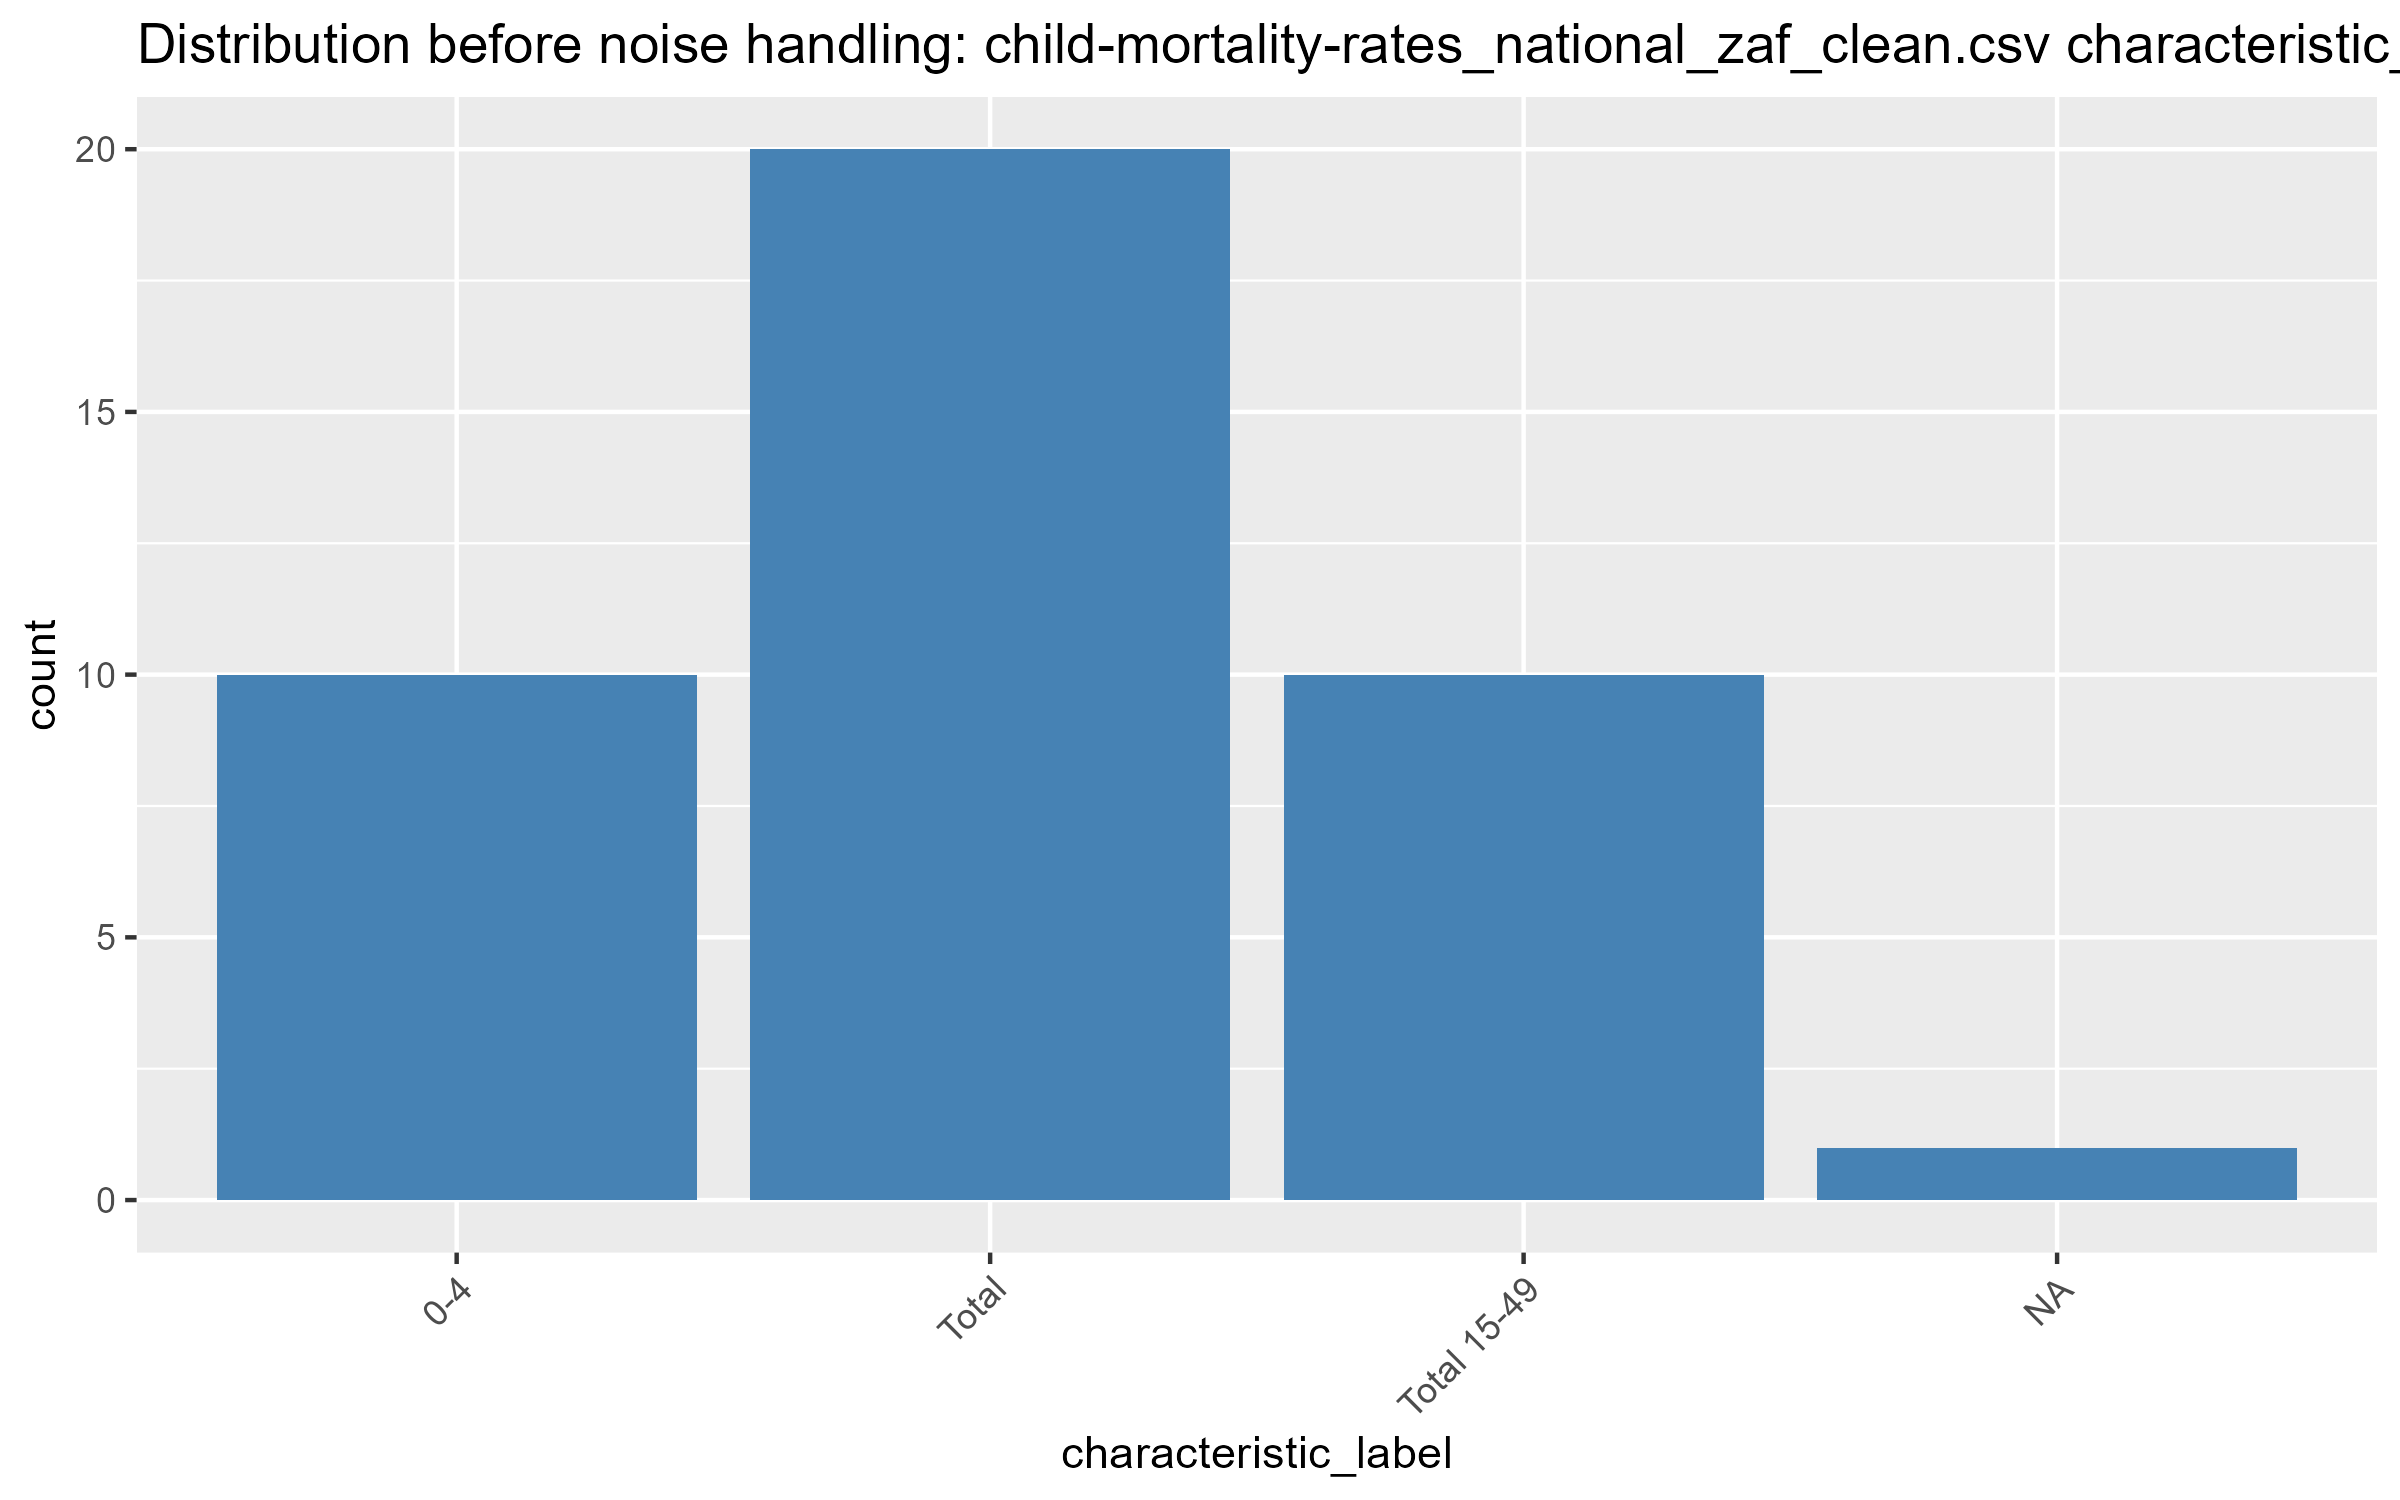 Distribution before noise handling: child-mortality-rates_national_zaf_clean.csv characteristic_
20
15
10
5
0
count
0-4
Total
Total 15-49
NA
characteristic_label